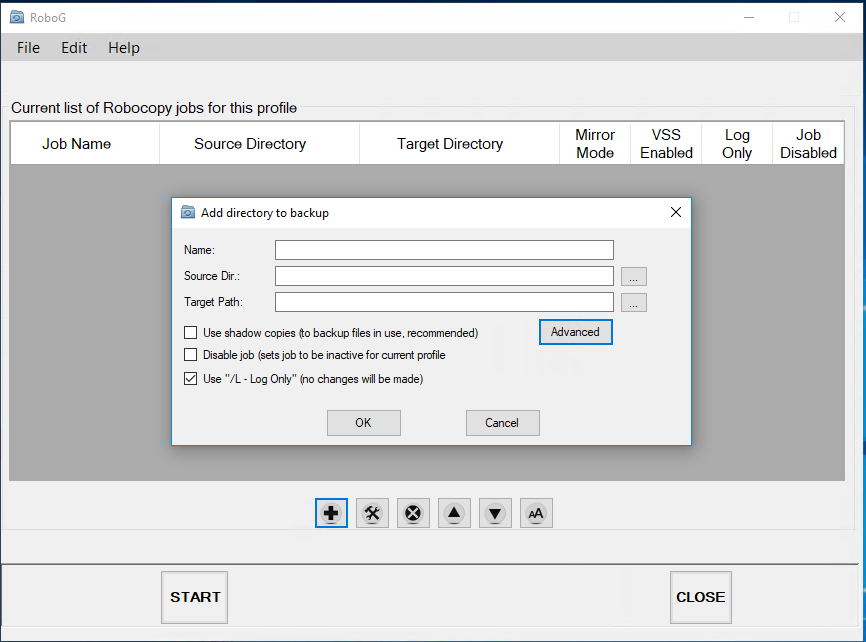 RoboG
File Edit Help
Current list of Robocopy jobs for this profile
Job Name
Source Directory
Target Directory
Mirror
Mode
VSS
Enabled
Log
Only
Job
Disabled
Add directory to backup
Name:
Source Dir.:
...
Target Path:
...
Use shadow copies (to backup files in use, recommended)
Advanced
Disable job (sets job to be inactive for current profile
Use "/L - Log Only" (no changes will be made)
OK
Cancel
AA
START
CLOSE